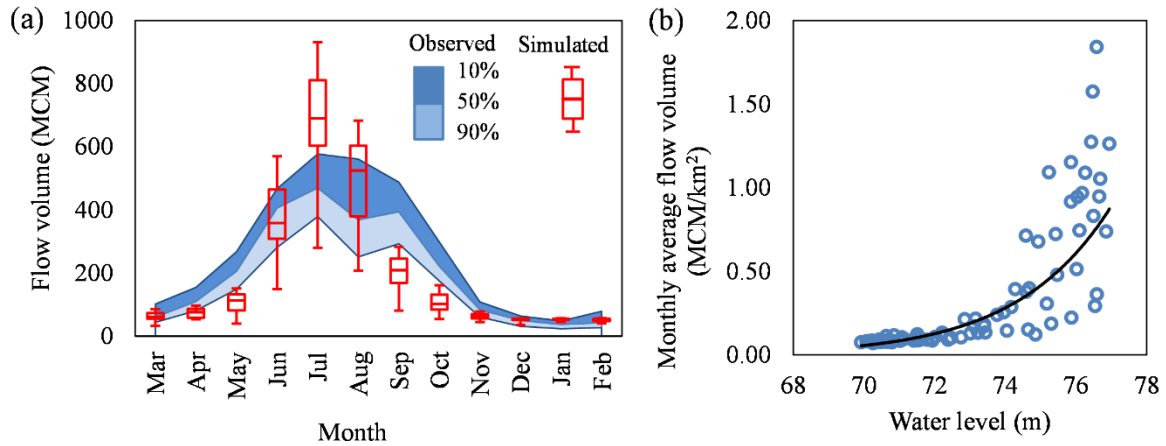 (a)
Flow volume (MCM)
1000
800
600
400
200
0
Observed
10%
50%
90%
Simulated
Mar
Apr
May
Jun
Jul
Aug
Sep
Oct
Nov
Dec
Jan
Feb
Month
(b)
Monthly average flow volume
(MCM/km²)
2.00
1.50
1.00
0.50
0.00
68
70
72
74
76
78
Water level (m)